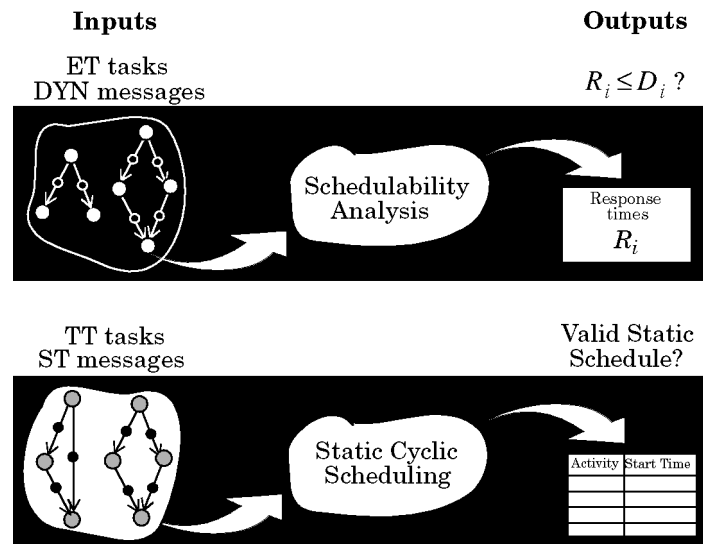 Inputs
Outputs
ET tasks
DYN messages
R_i ≤ D_i ?
Schedulability
Analysis
Response
times
R_i
TT tasks
ST messages
Valid Static
Schedule?
Static Cyclic
Scheduling
Activity Start Time